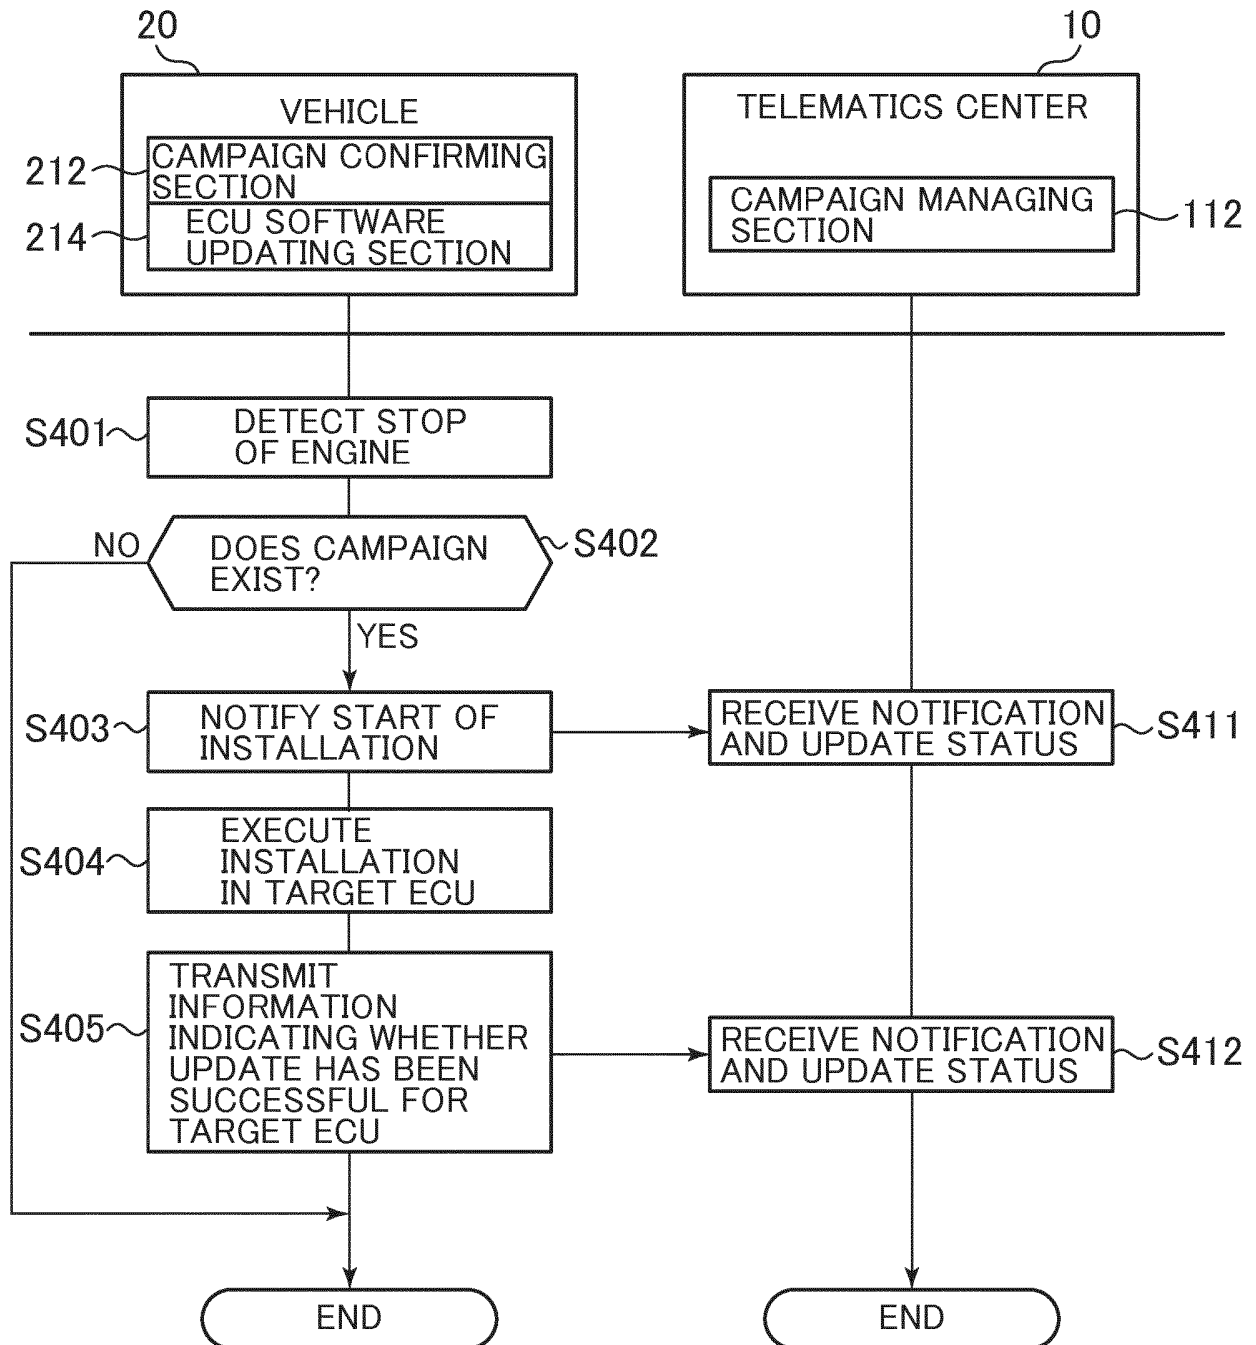 20
10
VEHICLE
TELEMATICS CENTER
212
CAMPAIGN CONFIRMING
SECTION
214
ECU SOFTWARE
UPDATING SECTION
CAMPAIGN MANAGING
SECTION
112
S401
DETECT STOP
OF ENGINE
NO
DOES CAMPAIGN
EXIST?
S402
YES
S403
NOTIFY START OF
INSTALLATION
RECEIVE NOTIFICATION
AND UPDATE STATUS
S411
S404
EXECUTE
INSTALLATION
IN TARGET ECU
S405
TRANSMIT
INFORMATION
INDICATING WHETHER
UPDATE HAS BEEN
SUCCESSFUL FOR
TARGET ECU
RECEIVE NOTIFICATION
AND UPDATE STATUS
S412
END
END